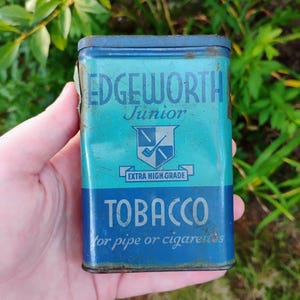 EDGEWORTH
Junior
EXTRA HIGH GRADE
TOBACCO
for pipe or cigarettes